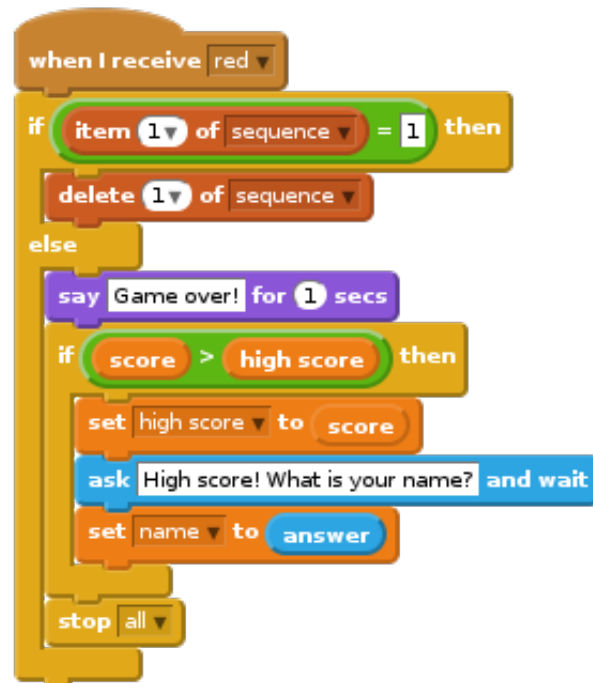 when I receive red
if item 1 of sequence = 1 then
delete 1 of sequence
else
say Game over! for 1 secs
if score > high score then
set high score to score
ask High score! What is your name? and wait
set name to answer
stop all